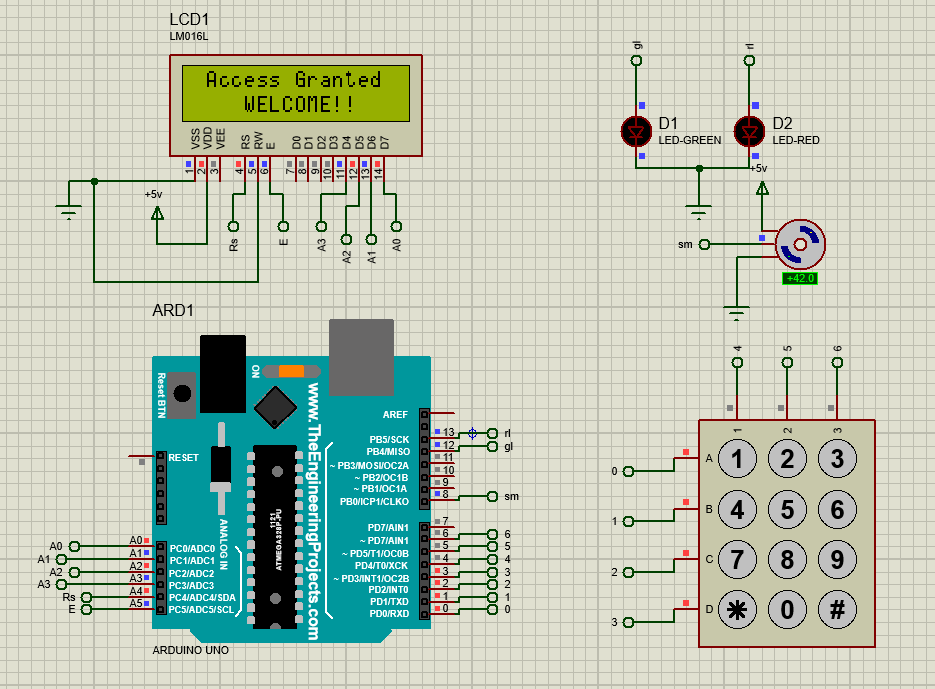 LCD1
LM016L
Access Granted
WELCOME!!
VSS
VDD
VEE
RS
RW
E
D0
D1
D2
D3
D4
D5
D6
D7
1
2
3
4
5
6
7
8
9
10
11
12
13
14
+5v
Rs
E
A3
A2
A1
A0
gl
rl
D1
LED-GREEN
D2
LED-RED
+5v
sm
+42.0
ARD1
Reset BTN
ON
www.TheEngineeringProjects.com
RESET
ANALOG IN
1121
ATMEGA328P-PU
AREF
PB5/SCK
PB4/MISO
~ PB3/MOSI/OC2A
~ PB2/OC1B
~ PB1/OC1A
PB0/ICP1/CLKO
PD7/AIN1
~ PD7/AIN1
~ PD5/T1/OC0B
PD4/T0/XCK
~ PD3/INT1/OC2B
PD2/INT0
PD1/TXD
PD0/RXD
13
12
11
10
9
8
7
6
5
4
3
2
1
0
rl
gl
sm
6
5
4
3
2
1
0
A0
A1
A2
A3
Rs
E
A0
A1
A2
A3
A4
A5
PC0/ADC0
PC1/ADC1
PC2/ADC2
PC3/ADC3
PC4/ADC4/SDA
PC5/ADC5/SCL
ARDUINO UNO
4
5
6
1
2
3
0
A
1 2 3
1
B
4 5 6
2
C
7 8 9
3
D
* 0 #